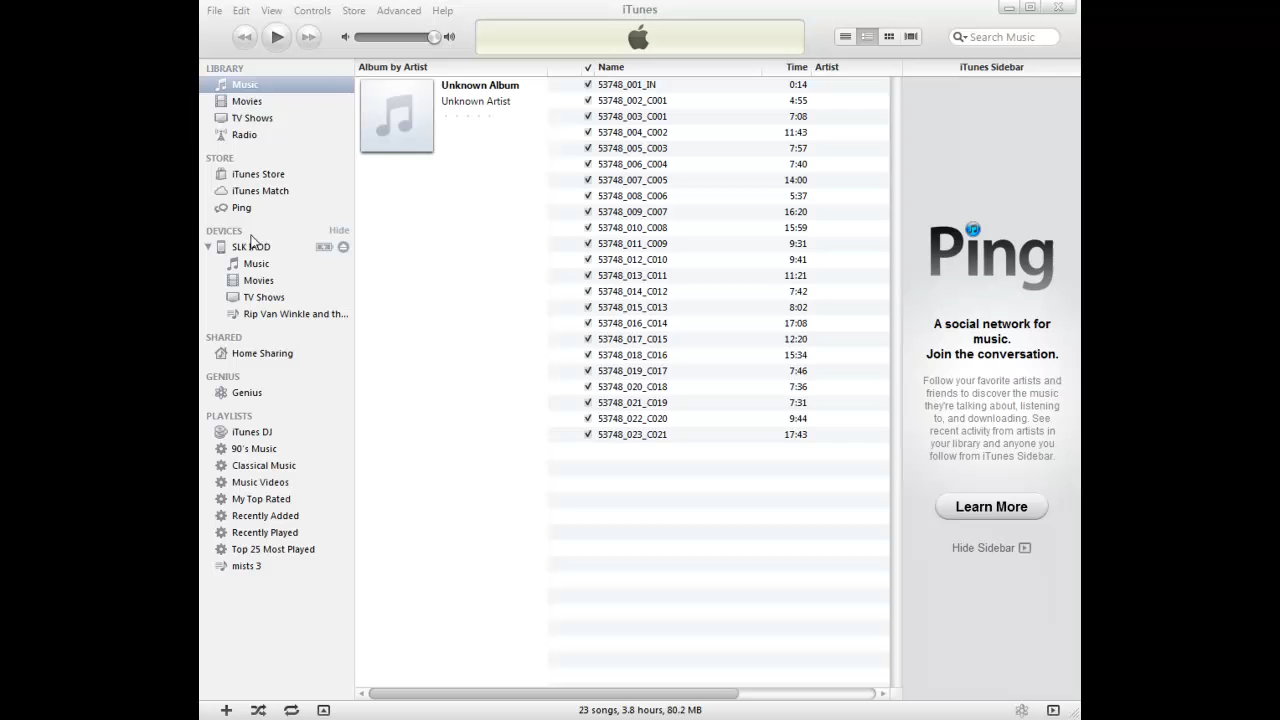 iTunes
File Edit View Controls Store Advanced Help
Search Music
LIBRARY
Music
Movies
TV Shows
Radio
STORE
iTunes Store
iTunes Match
Ping
DEVICES Hide
Music
Movies
TV Shows
Rip Van Winkle and th...
SHARED
Home Sharing
GENIUS
Genius
PLAYLISTS
iTunes DJ
90's Music
Classical Music
Music Videos
My Top Rated
Recently Added
Recently Played
Top 25 Most Played
mists 3
Album by Artist Name Time Artist
Unknown Album
Unknown Artist
53748_001_IN 0:14
53748_002_C001 4:55
53748_003_C001 7:08
53748_004_C002 11:43
53748_005_C003 7:57
53748_006_C004 7:40
53748_007_C005 14:00
53748_008_C006 5:37
53748_009_C007 16:20
53748_010_C008 15:59
53748_011_C009 9:31
53748_012_C010 9:41
53748_013_C011 11:21
53748_014_C012 7:42
53748_015_C013 8:02
53748_016_C014 17:08
53748_017_C015 12:20
53748_018_C016 15:34
53748_019_C017 7:46
53748_020_C018 7:36
53748_021_C019 7:31
53748_022_C020 9:44
53748_023_C021 17:43
iTunes Sidebar
Ping
A social network for
music.
Join the conversation.
Follow your favorite artists and
friends to discover the music
they're talking about, listening
to, and downloading. See
recent activity from artists in
your library and anyone you
follow from iTunes Sidebar.
Learn More
Hide Sidebar
23 songs, 3.8 hours, 80.2 MB